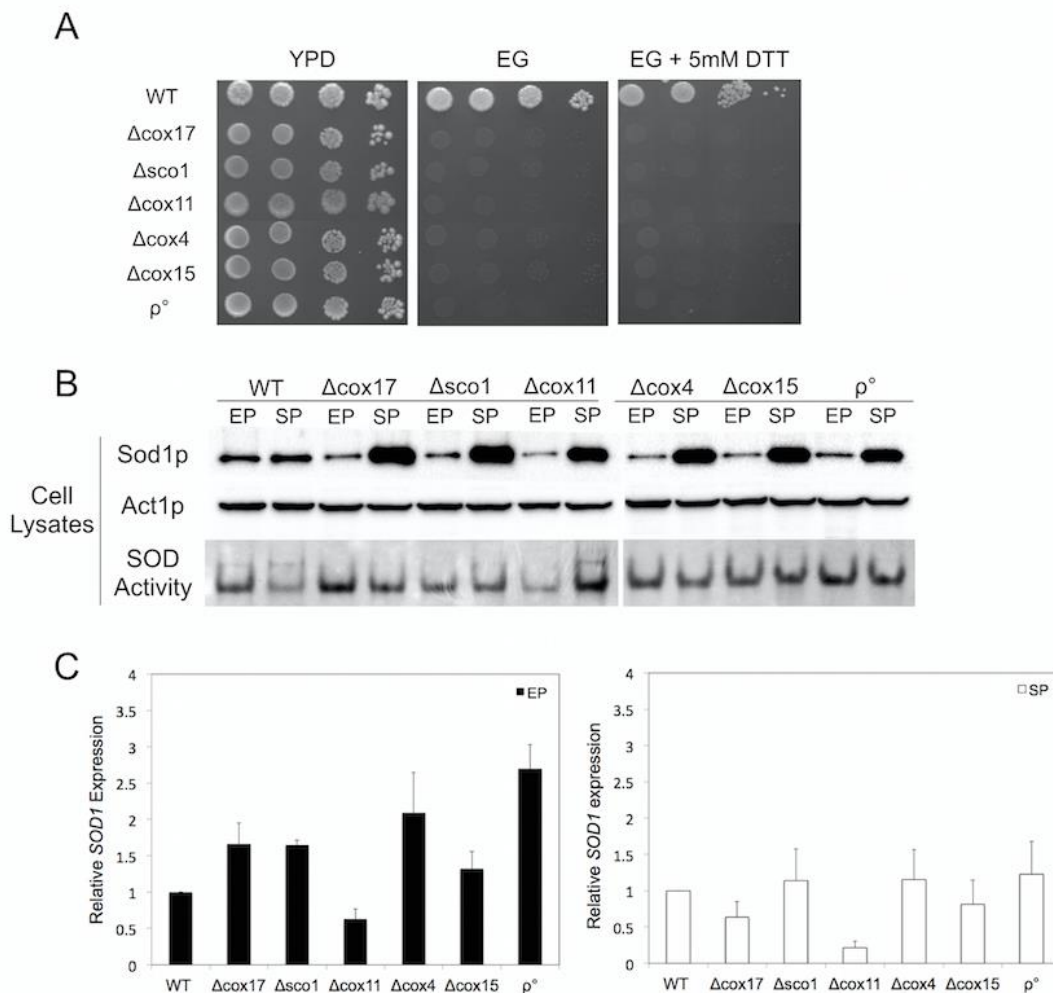 A
YPD EG EG + 5mM DTT
WT
Δcox17
Δsco1
Δcox11
Δcox4
Δcox15
ρ°
B
WT Δcox17 Δsco1 Δcox11 Δcox4 Δcox15 ρ°
EP SP EP SP EP SP EP SP EP SP EP SP EP SP
Cell Lysates
Sod1p
Act1p
SOD Activity
C
Relative SOD1 Expression
4
3.5
3
2.5
2
1.5
1
0.5
0
EP
WT Δcox17 Δsco1 Δcox11 Δcox4 Δcox15 ρ°
Relative SOD1 expression
4
3.5
3
2.5
2
1.5
1
0.5
0
SP
WT Δcox17 Δsco1 Δcox11 Δcox4 Δcox15 ρ°